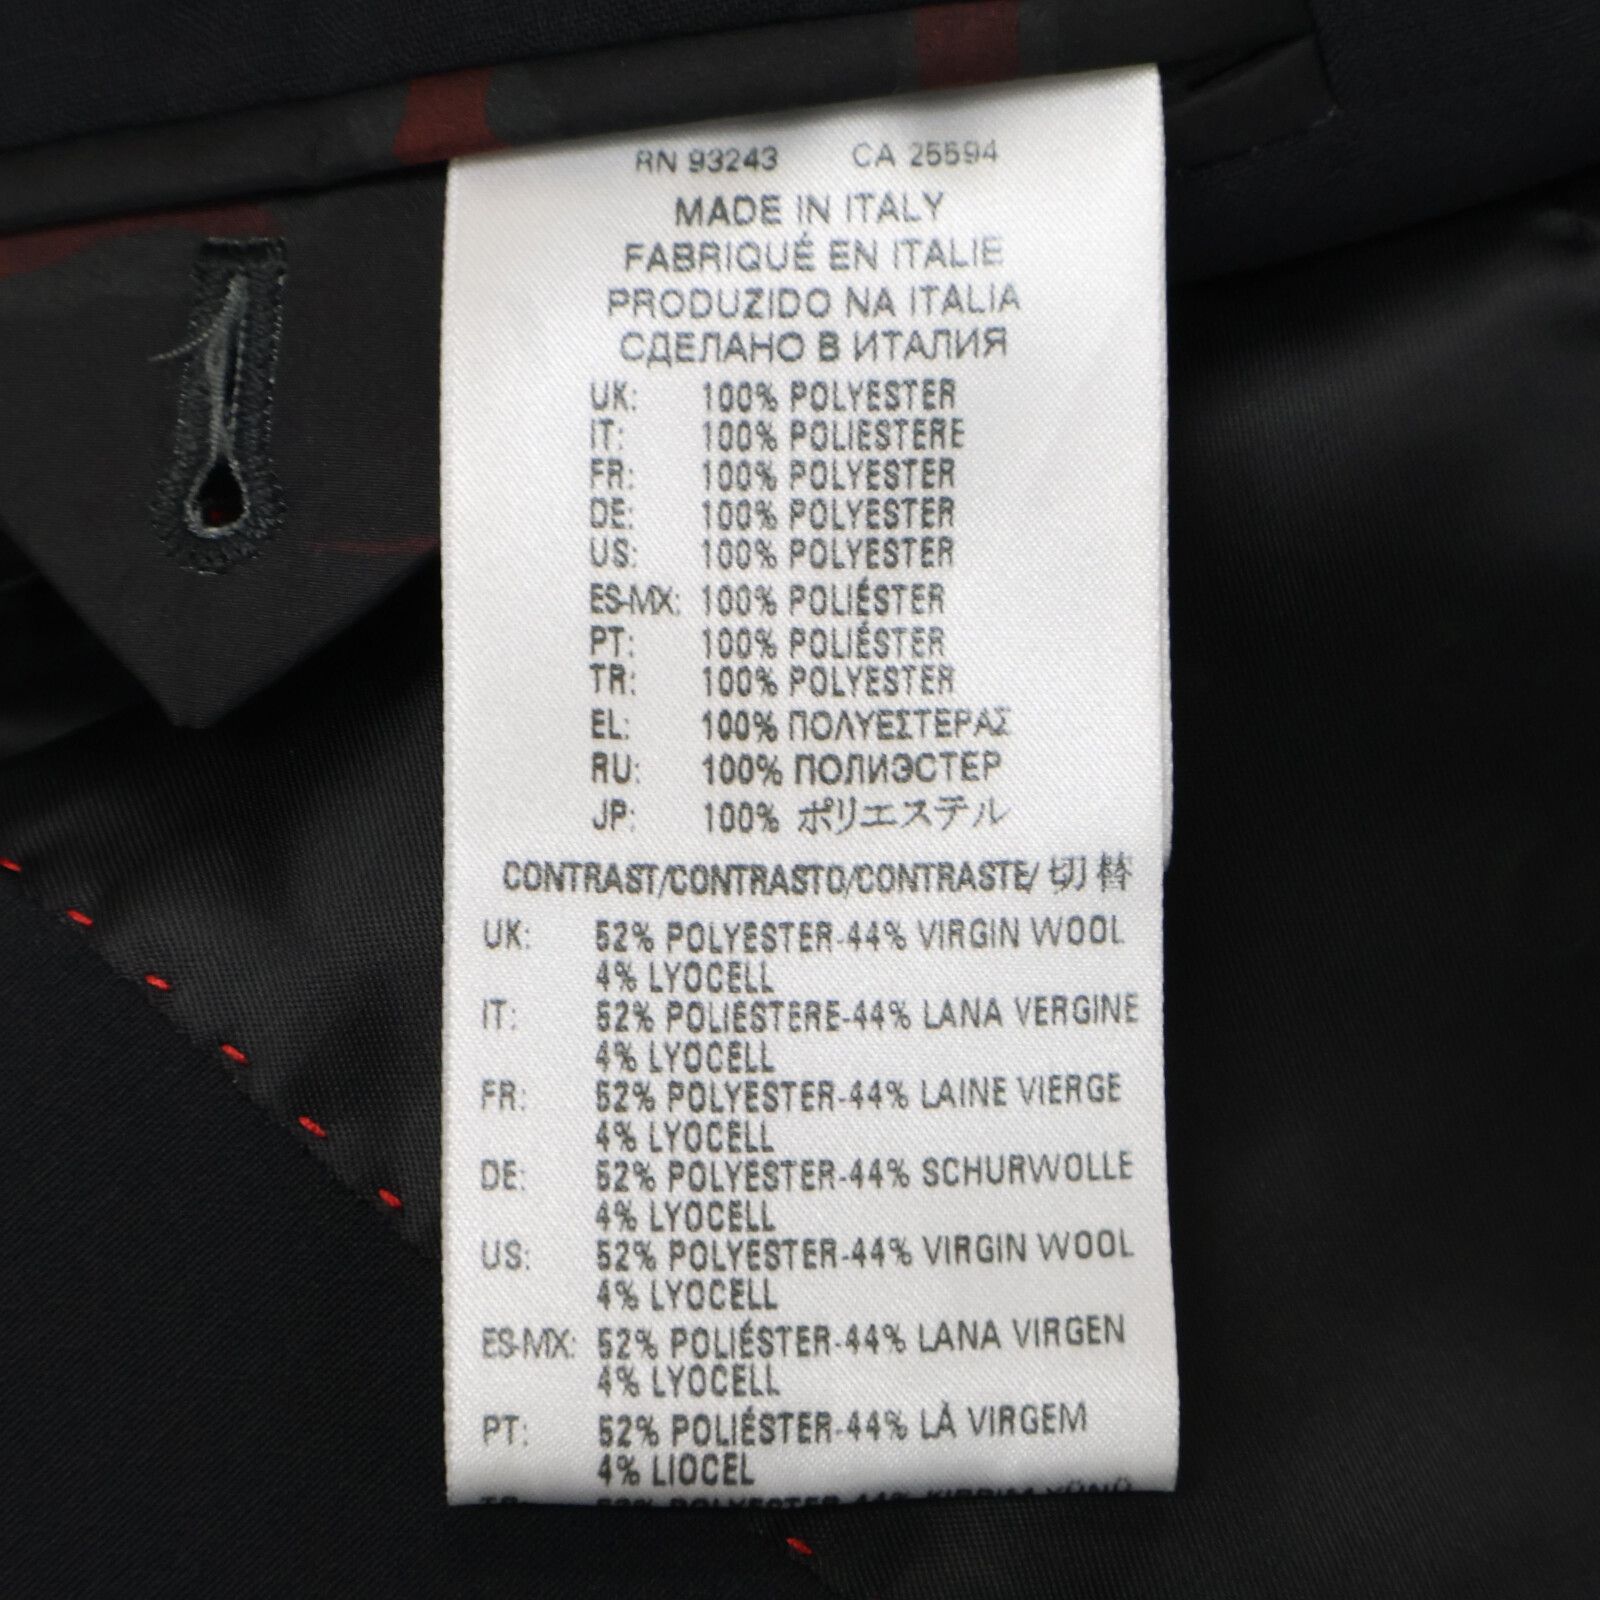 RN 93243 CA 25594
MADE IN ITALY
FABRIQUÉ EN ITALIE
PRODUZIDO NA ITALIA
СДЕЛАНО В ИТАЛИЯ
UK: 100% POLYESTER
IT: 100% POLIESTERE
FR: 100% POLYESTER
DE: 100% POLYESTER
US: 100% POLYESTER
ES-MX: 100% POLIÉSTER
PT: 100% POLIÉSTER
TR: 100% POLYESTER
EL: 100% ΠΟΛΥΕΣΤΕΡΑΣ
RU: 100% ПОЛИЭСТЕР
JP: 100% ポリエステル
CONTRAST/CONTRASTO/CONTRASTE/ 切替
UK: 52% POLYESTER-44% VIRGIN WOOL
4% LYOCELL
IT: 52% POLIESTERE-44% LANA VERGINE
4% LYOCELL
FR: 52% POLYESTER-44% LAINE VIERGE
4% LYOCELL
DE: 52% POLYESTER-44% SCHURWOLLE
4% LYOCELL
US: 52% POLYESTER-44% VIRGIN WOOL
4% LYOCELL
ES-MX: 52% POLIÉSTER-44% LANA VIRGEN
4% LYOCELL
PT: 52% POLIÉSTER-44% LÃ VIRGEM
4% LIOCEL
TR: 52% POLYESTER-44%